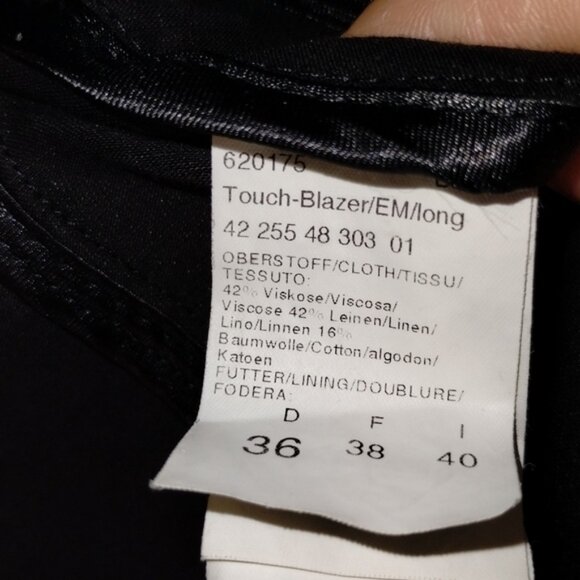 620175
Touch-Blazer/EM/long
42 255 48 303 01
OBERSTOFF/CLOTH/TISSU/
TESSUTO:
42% Viskose/Viscosa/
Viscose 42% Leinen/Linen/
Lino/Linnen 16%
Baumwolle/Cotton/algodon/
Katoen
FUTTER/LINING/DOUBLURE/
FODERA:
D F I
36 38 40